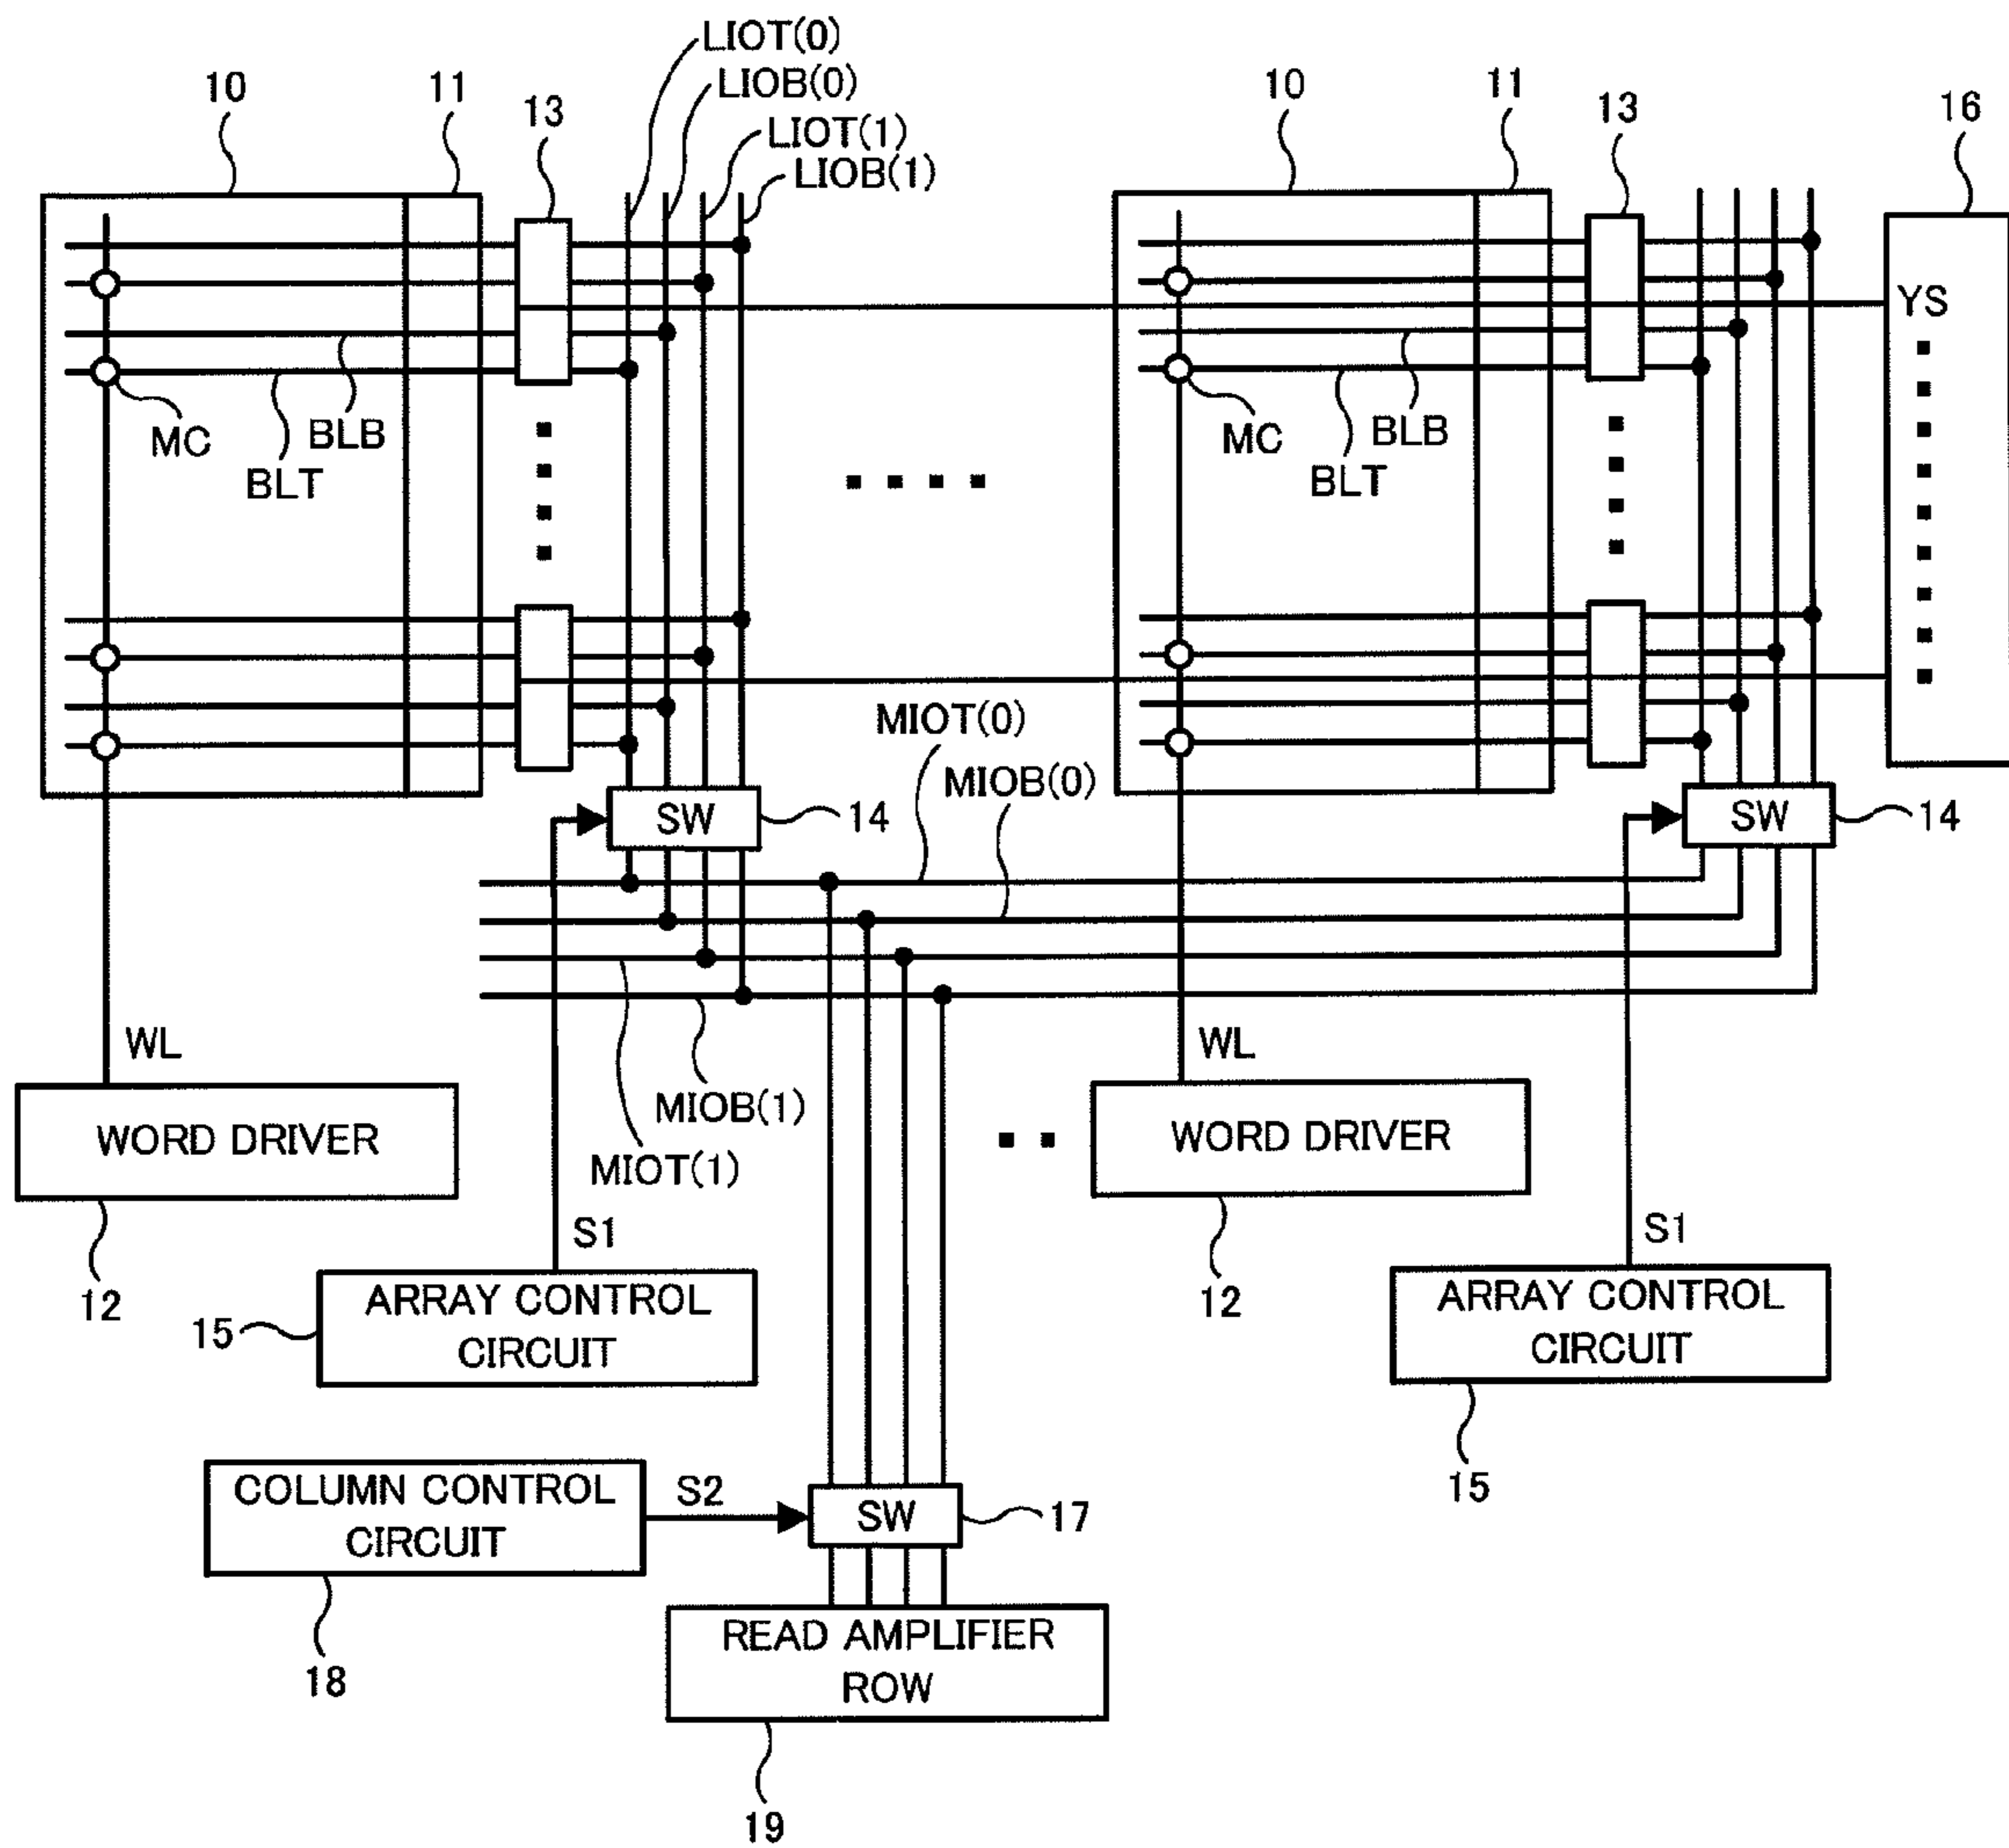 LIOT(0)
LIOB(0)
LIOT(1)
LIOB(1)
10
11
13
10
11
13
16
YS
MC
BLB
BLT
MC
BLB
BLT
MIOT(0)
MIOB(0)
SW
14
SW
14
WL
WL
MIOB(1)
MIOT(1)
WORD DRIVER
WORD DRIVER
12
12
S1
S1
ARRAY CONTROL
CIRCUIT
15
ARRAY CONTROL
CIRCUIT
15
COLUMN CONTROL
CIRCUIT
18
S2
SW
17
READ AMPLIFIER
ROW
19